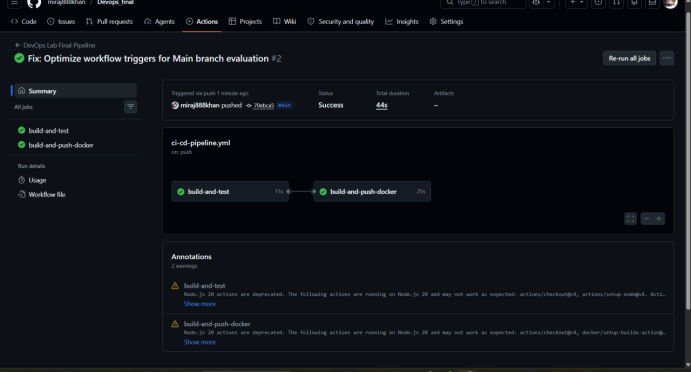 miraj888khan / Devops_final
Type / to search
Code Issues Pull requests Agents Actions Projects Wiki Security and quality Insights Settings
← DevOps Lab Final Pipeline
Fix: Optimize workflow triggers for Main branch evaluation #2
Re-run all jobs ...
Summary
All jobs
build-and-test
build-and-push-docker
Run details
Usage
Workflow file
Triggered via push 1 minute ago
miraj888khan pushed 70ebca5 main
Status
Success
Total duration
44s
Artifacts
–
ci-cd-pipeline.yml
on: push
build-and-test 11s
build-and-push-docker 25s
Annotations
2 warnings
build-and-test
Node.js 20 actions are deprecated. The following actions are running on Node.js 20 and may not work as expected: actions/checkout@v4, actions/setup-node@v4. Acti…
Show more
build-and-push-docker
Node.js 20 actions are deprecated. The following actions are running on Node.js 20 and may not work as expected: actions/checkout@v4, docker/setup-buildx-action@…
Show more